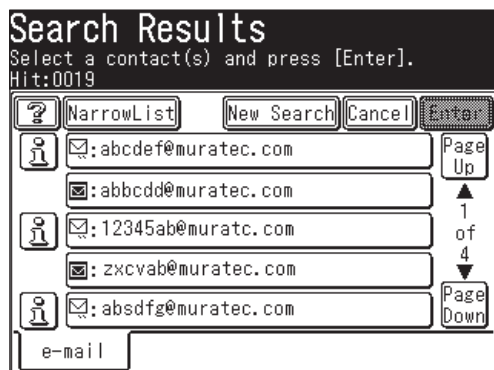 Search Results
Select a contact(s) and press [Enter].
Hit:0019
? NarrowList New Search Cancel Enter
:abcdef@muratec.com
Page Up
:abbcdd@muratec.com
:12345ab@muratc.com
1
of
4
:zxcvab@muratec.com
:absdfg@muratec.com
Page Down
e-mail